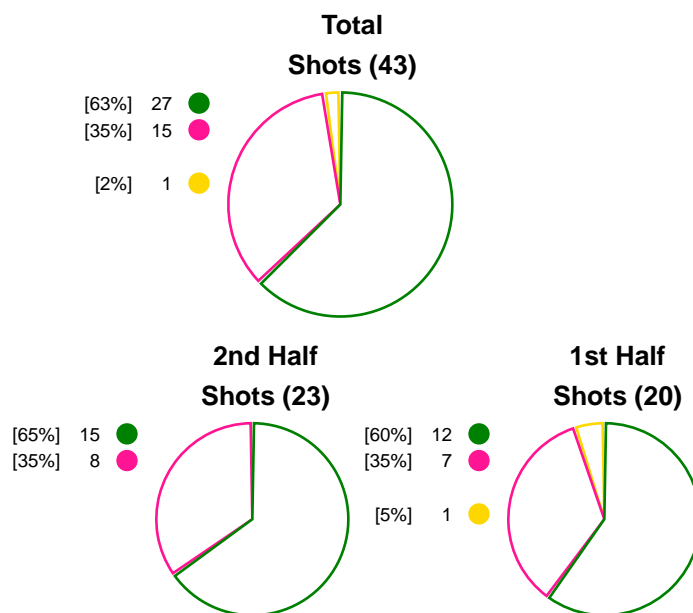 Total
Shots (43)
[63%] 27
[35%] 15
[2%] 1
2nd Half
Shots (23)
[65%] 15
[35%] 8
1st Half
Shots (20)
[60%] 12
[35%] 7
[5%] 1